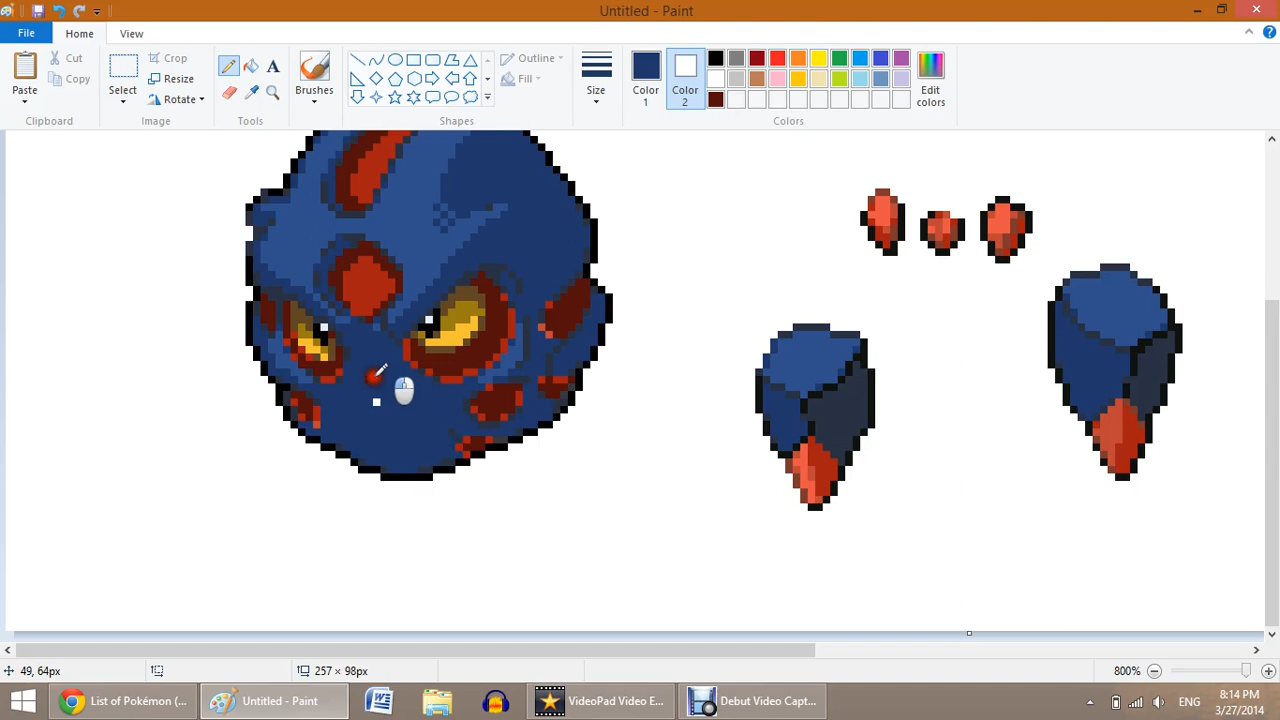 Untitled - Paint
File
Home
View
Paste
Cut
Copy
Clipboard
Select
Crop
Resize
Rotate
Image
A
Tools
Brushes
Outline
Fill
Shapes
Size
Color 1
Color 2
Edit colors
Colors
49, 64px
257 × 98px
800%
List of Pokémon (...
Untitled - Paint
VideoPad Video E...
Debut Video Capt...
ENG
8:14 PM
3/27/2014